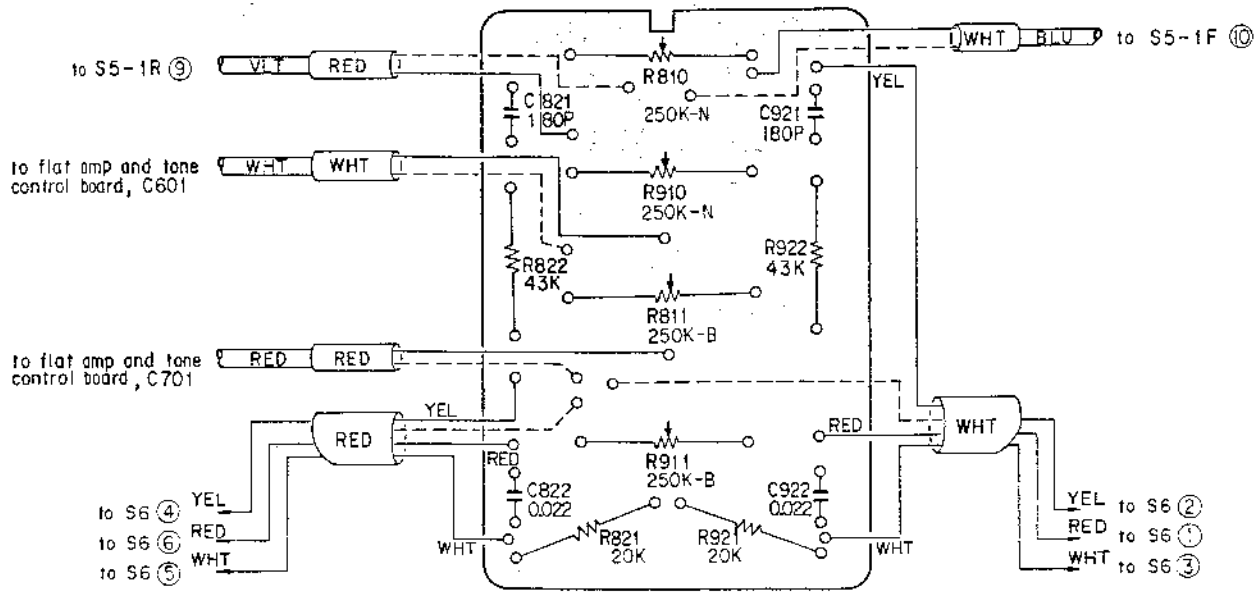 to S5-1R ⑨
VLT
RED
R810
WHT
BLU
to S5-1F ⑩
YEL
C821
180P
250K-N
C921
180P
to flat amp and tone
control board, C601
WHT
WHT
R910
250K-N
R822
43K
R922
43K
R811
250K-B
to flat amp and tone
control board, C701
RED
RED
YEL
RED
RED
RED
WHT
R911
250K-B
C822
0.022
C922
0.022
R821
20K
R921
20K
WHT
WHT
YEL
to S6 ④
RED
to S6 ⑥
WHT
to S6 ⑤
YEL to S6 ②
RED to S6 ①
WHT to S6 ③